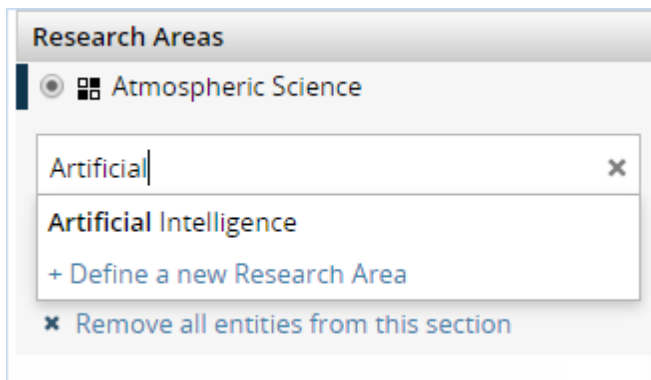 Research Areas
Atmospheric Science
Artificial
Artificial Intelligence
+ Define a new Research Area
Remove all entities from this section